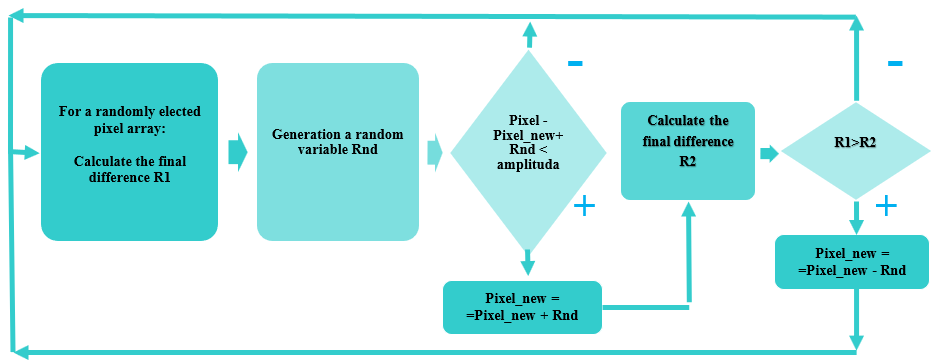 For a randomly elected
pixel array:
Calculate the final
difference R1
Generation a random
variable Rnd
Pixel -
Pixel_new+
Rnd <
amplituda
-
+
Pixel_new =
=Pixel_new + Rnd
Calculate the
final difference
R2
R1>R2
-
+
Pixel_new =
=Pixel_new - Rnd